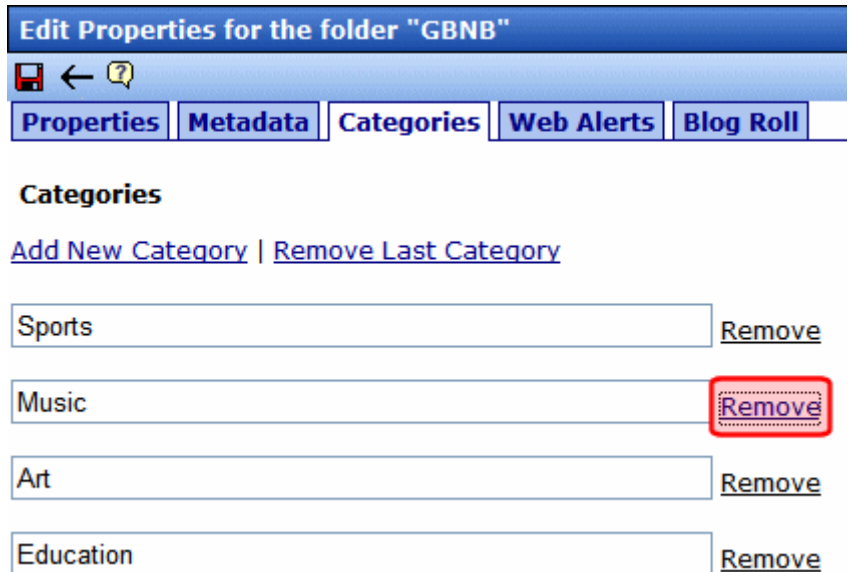 Edit Properties for the folder "GBNB"
?
Properties Metadata Categories Web Alerts Blog Roll
Categories
Add New Category | Remove Last Category
Sports Remove
Music Remove
Art Remove
Education Remove